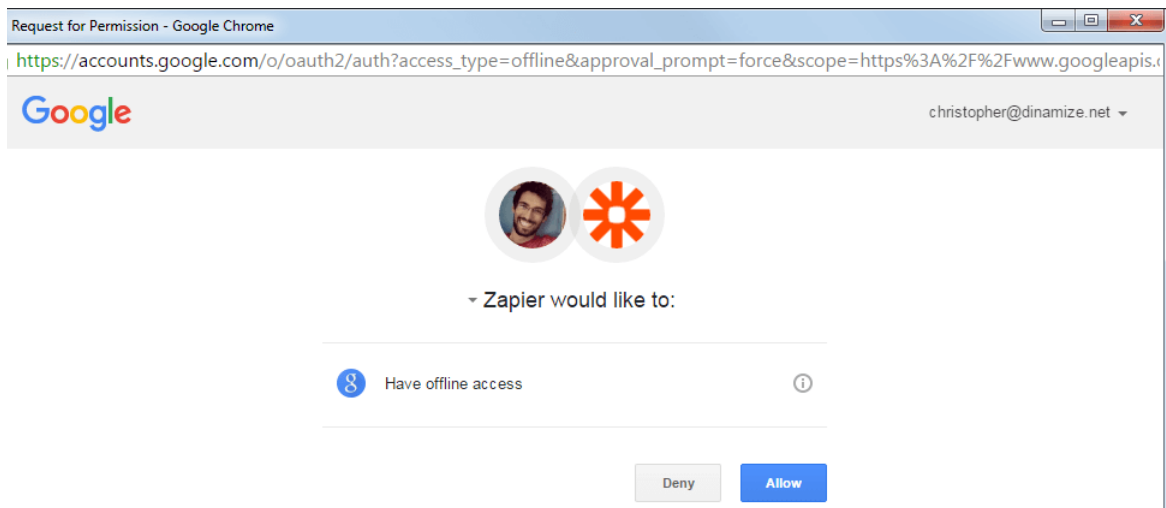 Request for Permission - Google Chrome
https://accounts.google.com/o/oauth2/auth?access_type=offline&approval_prompt=force&scope=https%3A%2F%2Fwww.googleapis.
Google
christopher@dinamize.net
Zapier would like to:
8 Have offline access
Deny Allow